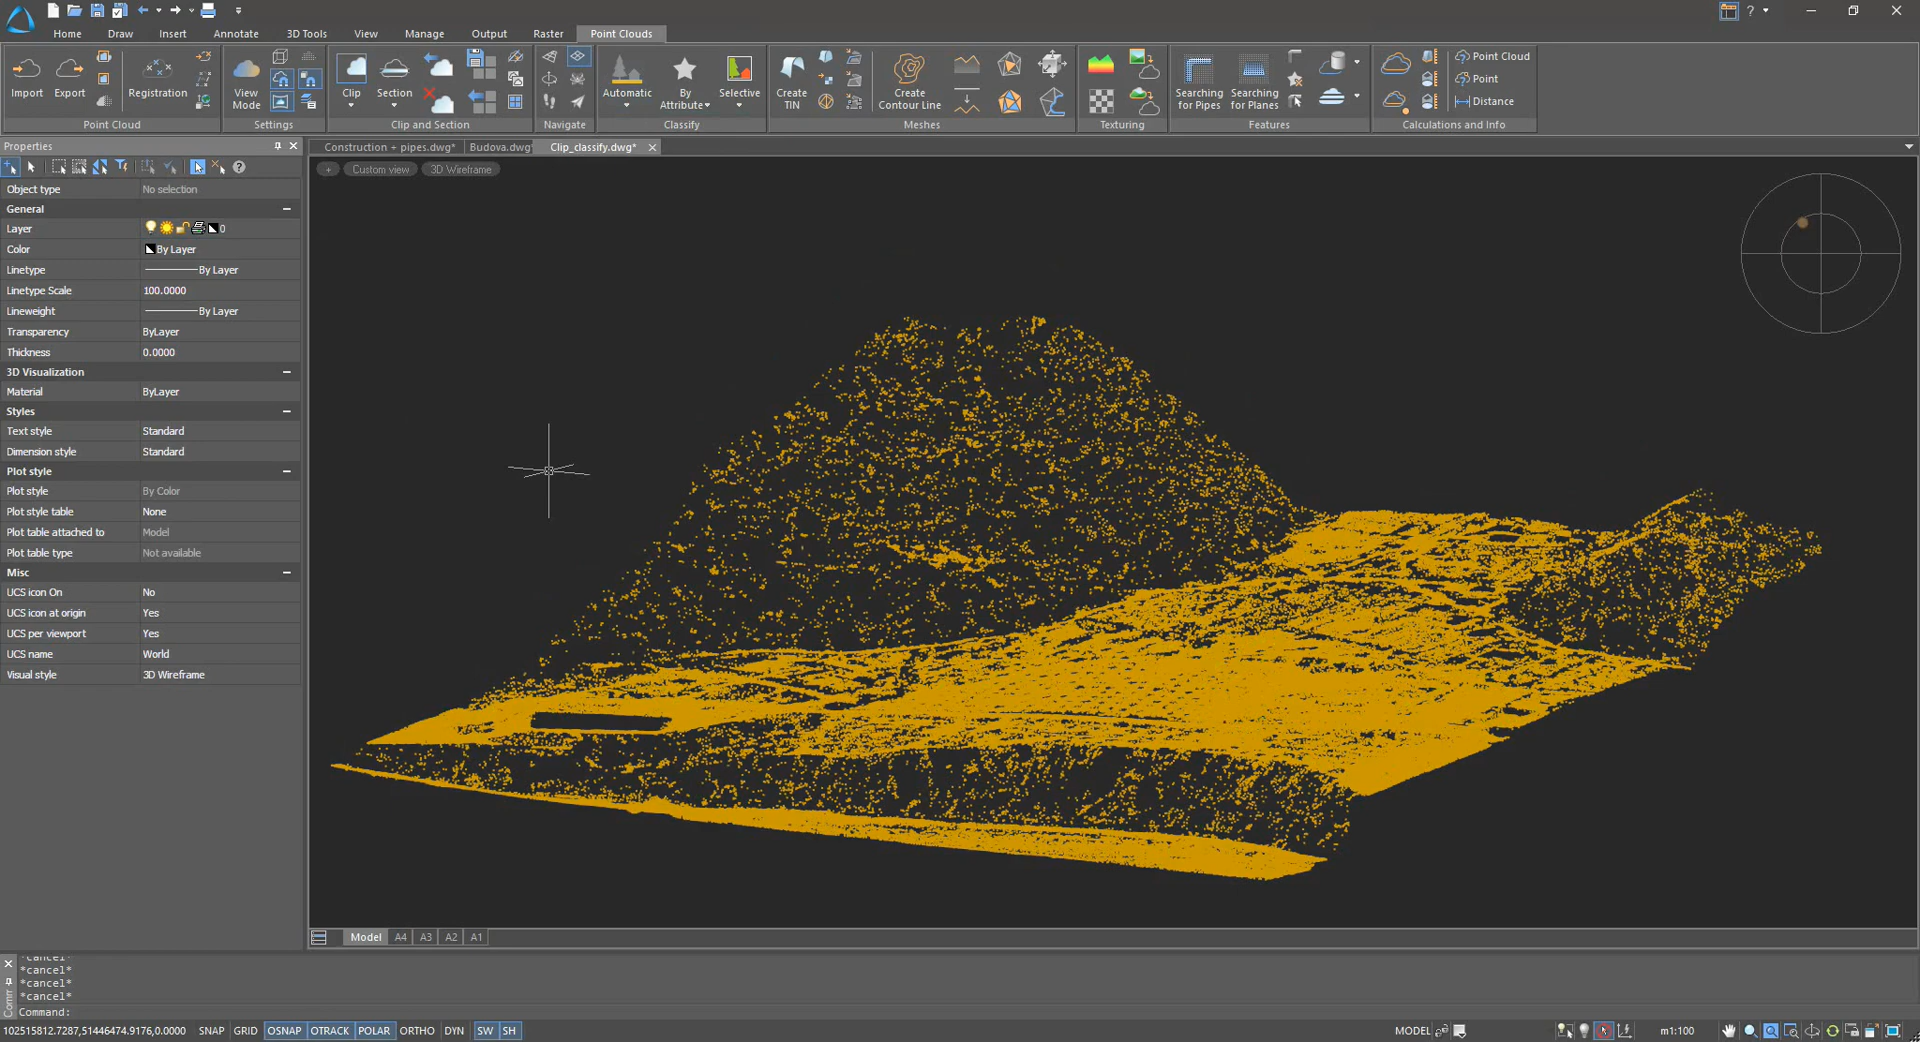 ?
Home Draw Insert Annotate 3D Tools View Manage Output Raster Point Clouds
Import Export Registration View Mode Clip Section Automatic By Attribute Selective Create TIN Create Contour Line Searching for Pipes Searching for Planes Point Cloud Point Distance
Point Cloud Settings Clip and Section Navigate Classify Meshes Texturing Features Calculations and Info
Properties
Construction + pipes.dwg* Budova.dwg* Clip_classify.dwg*
+ Custom view 3D Wireframe
Object type No selection
General
Layer 0
Color By Layer
Linetype By Layer
Linetype Scale 100.0000
Lineweight By Layer
Transparency ByLayer
Thickness 0.0000
3D Visualization
Material ByLayer
Styles
Text style Standard
Dimension style Standard
Plot style
Plot style By Color
Plot style table None
Plot table attached to Model
Plot table type Not available
Misc
UCS icon On No
UCS icon at origin Yes
UCS per viewport Yes
UCS name World
Visual style 3D Wireframe
Model A4 A3 A2 A1
*cancel*
*cancel*
*cancel*
*cancel*
Command:
102515812.7287,51446474.9176,0.0000 SNAP GRID OSNAP OTRACK POLAR ORTHO DYN SW SH MODEL m1:100